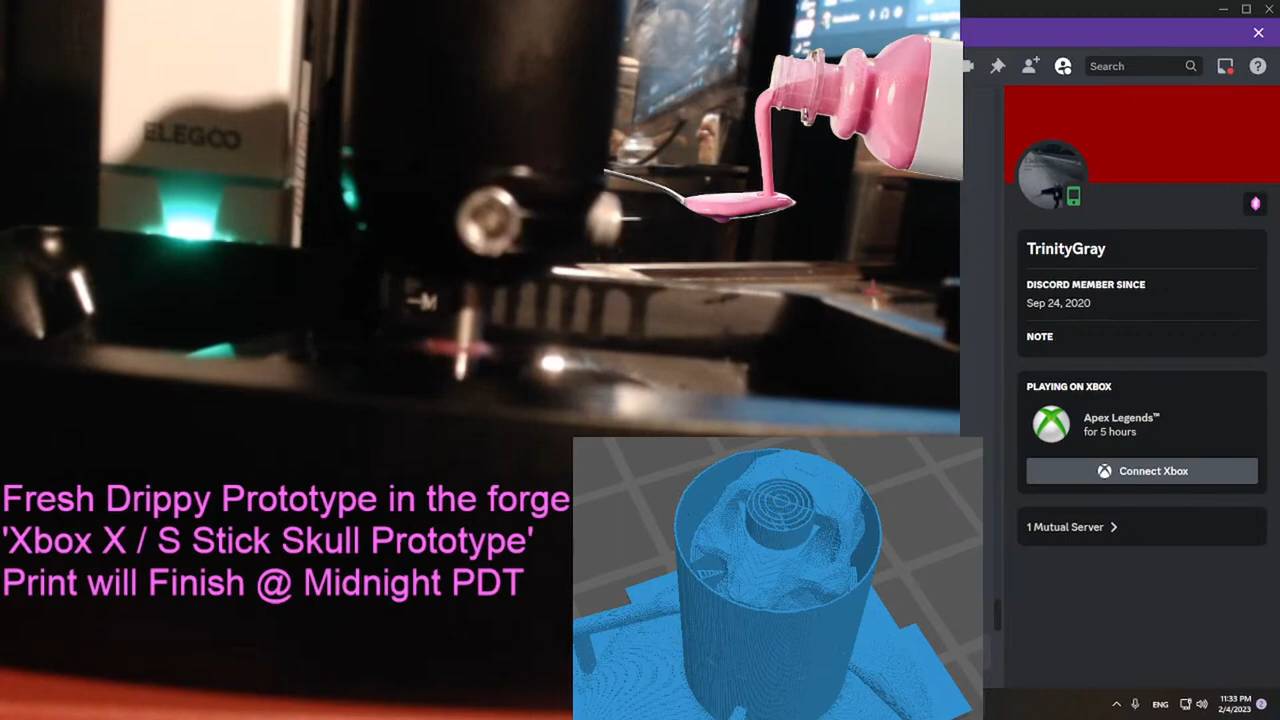 ELEGOO
Fresh Drippy Prototype in the forge
'Xbox X / S Stick Skull Prototype'
Print will Finish @ Midnight PDT
Search
TrinityGray
DISCORD MEMBER SINCE
Sep 24, 2020
NOTE
PLAYING ON XBOX
Apex Legends™
for 5 hours
Connect Xbox
1 Mutual Server
ENG
11:33 PM
2/4/2023
2